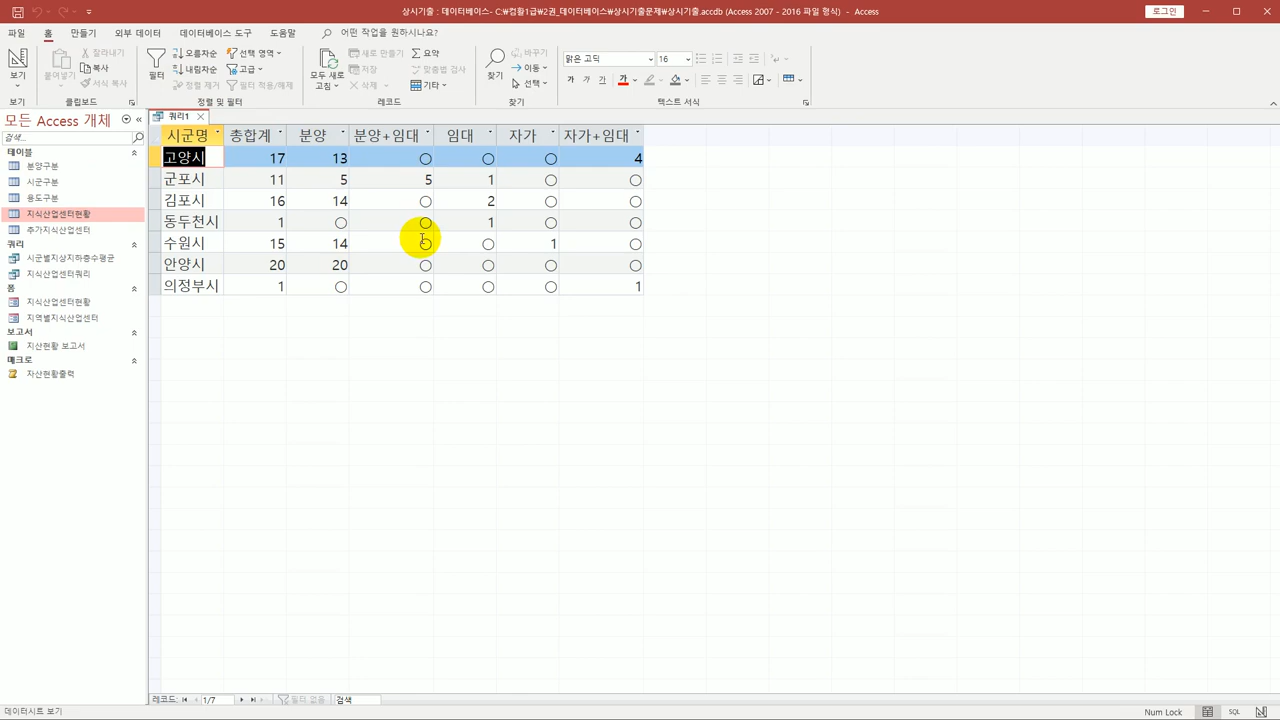 상시기술 : 데이터베이스- C:₩컴활1급₩2권_데이터베이스₩상시기출문제₩상시기출.accdb (Access 2007 - 2016 파일 형식) - Access
로그인
파일 홈 만들기 외부 데이터 데이터베이스 도구 도움말 어떤 작업을 원하시나요?
보기
보기
붙여넣기
잘라내기
복사
서식 복사
클립보드
필터
오름차순
내림차순
정렬 제거
선택 영역
고급
필터 적용/해제
정렬 및 필터
모두 새로 고침
새로 만들기
저장
삭제
요약
맞춤법 검사
기타
레코드
찾기
바꾸기
이동
선택
찾기
맑은 고딕 16
가 가 가 가
텍스트 서식
모든 Access 개체
검색...
테이블
분양구분
시군구분
용도구분
지식산업센터현황
추가지식산업센터
쿼리
시군별지상지하층수평균
지식산업센터쿼리
폼
지식산업센터현황
지역별지식산업센터
보고서
지산현황 보고서
매크로
자산현황출력
쿼리1
시군명 총합계 분양 분양+임대 임대 자가 자가+임대
고양시 17 13 ○ ○ ○ 4
군포시 11 5 5 1 ○ ○
김포시 16 14 ○ 2 ○ ○
동두천시 1 ○ ○ 1 ○ ○
수원시 15 14 ○ ○ 1 ○
안양시 20 20 ○ ○ ○ ○
의정부시 1 ○ ○ ○ ○ 1
레코드: 1/7 필터 없음 검색
데이터시트 보기
Num Lock
SQL